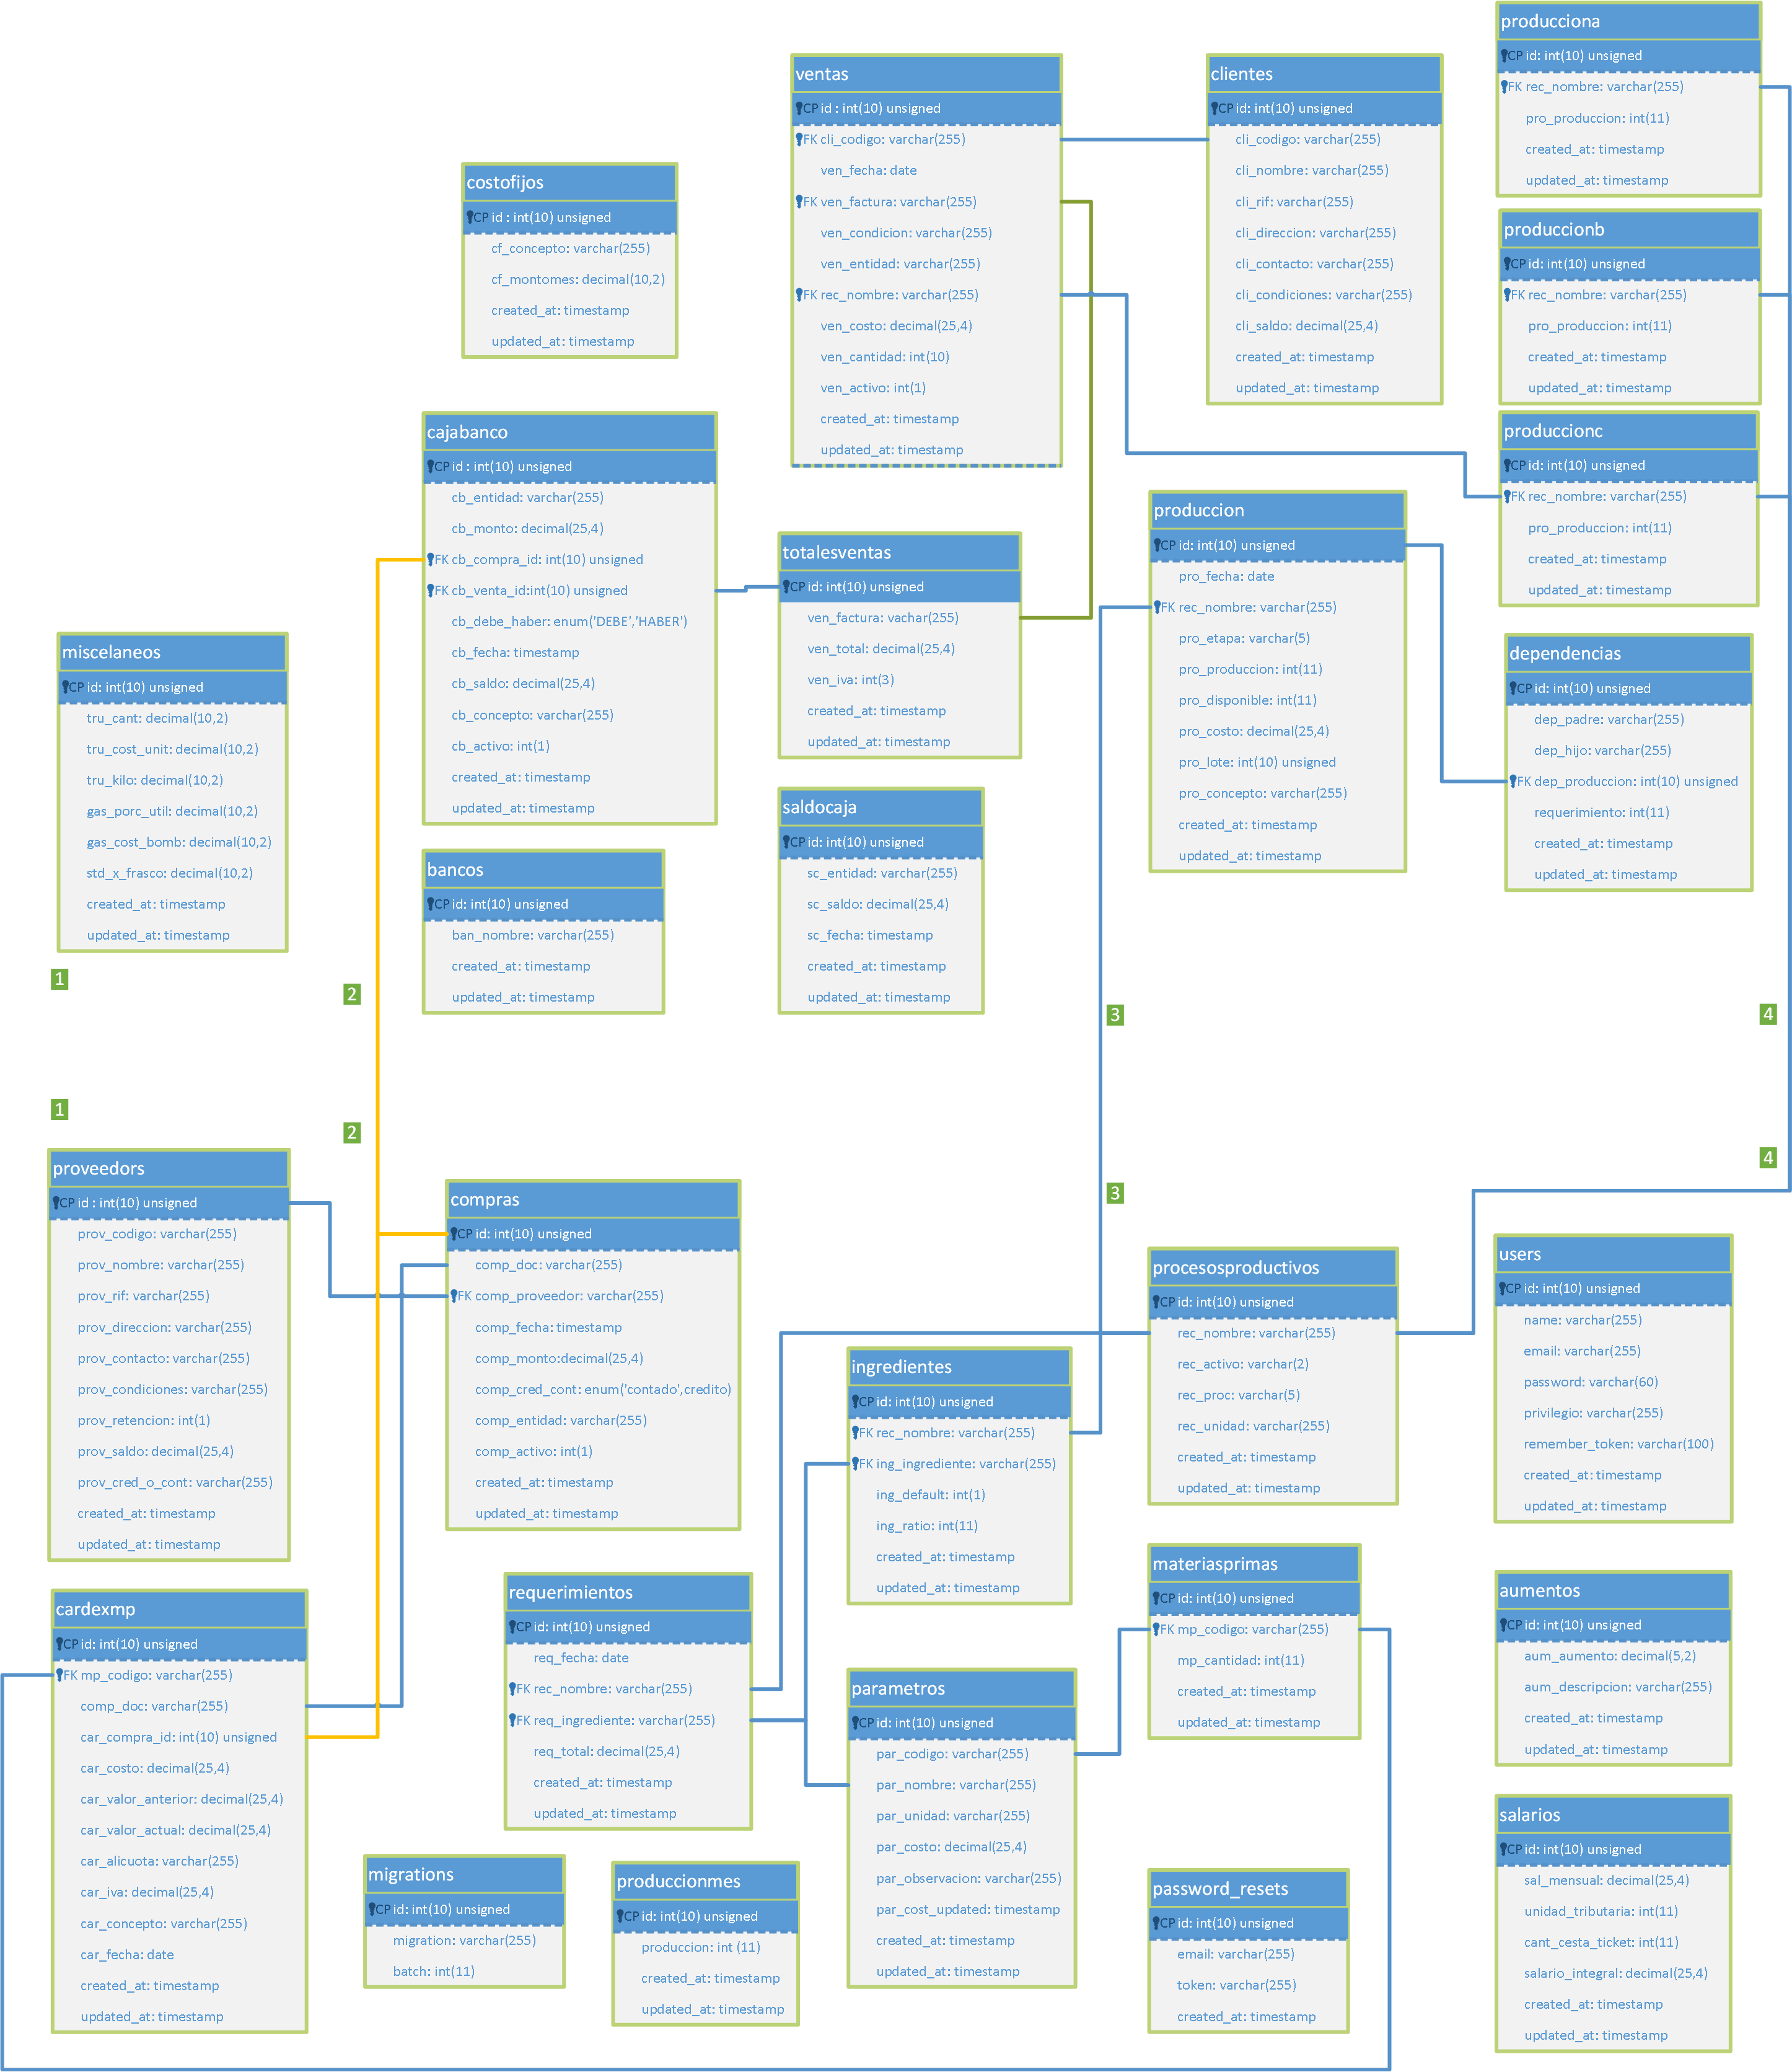 producciona
CP id: int(10) unsigned
FK rec_nombre: varchar(255)
pro_produccion: int(11)
created_at: timestamp
updated_at: timestamp
ventas
CP id : int(10) unsigned
FK cli_codigo: varchar(255)
ven_fecha: date
FK ven_factura: varchar(255)
ven_condicion: varchar(255)
ven_entidad: varchar(255)
FK rec_nombre: varchar(255)
ven_costo: decimal(25,4)
ven_cantidad: int(10)
ven_activo: int(1)
created_at: timestamp
updated_at: timestamp
clientes
CP id: int(10) unsigned
cli_codigo: varchar(255)
cli_nombre: varchar(255)
cli_rif: varchar(255)
cli_direccion: varchar(255)
cli_contacto: varchar(255)
cli_condiciones: varchar(255)
cli_saldo: decimal(25,4)
created_at: timestamp
updated_at: timestamp
costofijos
CP id : int(10) unsigned
cf_concepto: varchar(255)
cf_montomes: decimal(10,2)
created_at: timestamp
updated_at: timestamp
produccionb
CP id: int(10) unsigned
FK rec_nombre: varchar(255)
pro_produccion: int(11)
created_at: timestamp
updated_at: timestamp
cajabanco
CP id : int(10) unsigned
cb_entidad: varchar(255)
cb_monto: decimal(25,4)
FK cb_compra_id: int(10) unsigned
FK cb_venta_id:int(10) unsigned
cb_debe_haber: enum('DEBE','HABER')
cb_fecha: timestamp
cb_saldo: decimal(25,4)
cb_concepto: varchar(255)
cb_activo: int(1)
created_at: timestamp
updated_at: timestamp
produccionc
CP id: int(10) unsigned
FK rec_nombre: varchar(255)
pro_produccion: int(11)
created_at: timestamp
updated_at: timestamp
produccion
CP id: int(10) unsigned
pro_fecha: date
FK rec_nombre: varchar(255)
pro_etapa: varchar(5)
pro_produccion: int(11)
pro_disponible: int(11)
pro_costo: decimal(25,4)
pro_lote: int(10) unsigned
pro_concepto: varchar(255)
created_at: timestamp
updated_at: timestamp
totalesventas
CP id: int(10) unsigned
ven_factura: vachar(255)
ven_total: decimal(25,4)
ven_iva: int(3)
created_at: timestamp
updated_at: timestamp
miscelaneos
CP id: int(10) unsigned
tru_cant: decimal(10,2)
tru_cost_unit: decimal(10,2)
tru_kilo: decimal(10,2)
gas_porc_util: decimal(10,2)
gas_cost_bomb: decimal(10,2)
std_x_frasco: decimal(10,2)
created_at: timestamp
updated_at: timestamp
dependencias
CP id: int(10) unsigned
dep_padre: varchar(255)
dep_hijo: varchar(255)
FK dep_produccion: int(10) unsigned
requerimiento: int(11)
created_at: timestamp
updated_at: timestamp
saldocaja
CP id: int(10) unsigned
sc_entidad: varchar(255)
sc_saldo: decimal(25,4)
sc_fecha: timestamp
created_at: timestamp
updated_at: timestamp
bancos
CP id: int(10) unsigned
ban_nombre: varchar(255)
created_at: timestamp
updated_at: timestamp
1
2
3
4
1
2
3
4
proveedors
CP id : int(10) unsigned
prov_codigo: varchar(255)
prov_nombre: varchar(255)
prov_rif: varchar(255)
prov_direccion: varchar(255)
prov_contacto: varchar(255)
prov_condiciones: varchar(255)
prov_retencion: int(1)
prov_saldo: decimal(25,4)
prov_cred_o_cont: varchar(255)
created_at: timestamp
updated_at: timestamp
compras
CP id: int(10) unsigned
comp_doc: varchar(255)
FK comp_proveedor: varchar(255)
comp_fecha: timestamp
comp_monto:decimal(25,4)
comp_cred_cont: enum('contado',credito)
comp_entidad: varchar(255)
comp_activo: int(1)
created_at: timestamp
updated_at: timestamp
procesosproductivos
CP id: int(10) unsigned
rec_nombre: varchar(255)
rec_activo: varchar(2)
rec_proc: varchar(5)
rec_unidad: varchar(255)
created_at: timestamp
updated_at: timestamp
users
CP id: int(10) unsigned
name: varchar(255)
email: varchar(255)
password: varchar(60)
privilegio: varchar(255)
remember_token: varchar(100)
created_at: timestamp
updated_at: timestamp
ingredientes
CP id: int(10) unsigned
FK rec_nombre: varchar(255)
FK ing_ingrediente: varchar(255)
ing_default: int(1)
ing_ratio: int(11)
created_at: timestamp
updated_at: timestamp
cardexmp
CP id: int(10) unsigned
FK mp_codigo: varchar(255)
comp_doc: varchar(255)
car_compra_id: int(10) unsigned
car_costo: decimal(25,4)
car_valor_anterior: decimal(25,4)
car_valor_actual: decimal(25,4)
car_alicuota: varchar(255)
car_iva: decimal(25,4)
car_concepto: varchar(255)
car_fecha: date
created_at: timestamp
updated_at: timestamp
requerimientos
CP id: int(10) unsigned
req_fecha: date
FK rec_nombre: varchar(255)
FK req_ingrediente: varchar(255)
req_total: decimal(25,4)
created_at: timestamp
updated_at: timestamp
materiasprimas
CP id: int(10) unsigned
FK mp_codigo: varchar(255)
mp_cantidad: int(11)
created_at: timestamp
updated_at: timestamp
aumentos
CP id: int(10) unsigned
aum_aumento: decimal(5,2)
aum_descripcion: varchar(255)
created_at: timestamp
updated_at: timestamp
parametros
CP id: int(10) unsigned
par_codigo: varchar(255)
par_nombre: varchar(255)
par_unidad: varchar(255)
par_costo: decimal(25,4)
par_observacion: varchar(255)
par_cost_updated: timestamp
created_at: timestamp
updated_at: timestamp
salarios
CP id: int(10) unsigned
sal_mensual: decimal(25,4)
unidad_tributaria: int(11)
cant_cesta_ticket: int(11)
salario_integral: decimal(25,4)
created_at: timestamp
updated_at: timestamp
migrations
CP id: int(10) unsigned
migration: varchar(255)
batch: int(11)
produccionmes
CP id: int(10) unsigned
produccion: int (11)
created_at: timestamp
updated_at: timestamp
password_resets
CP id: int(10) unsigned
email: varchar(255)
token: varchar(255)
created_at: timestamp